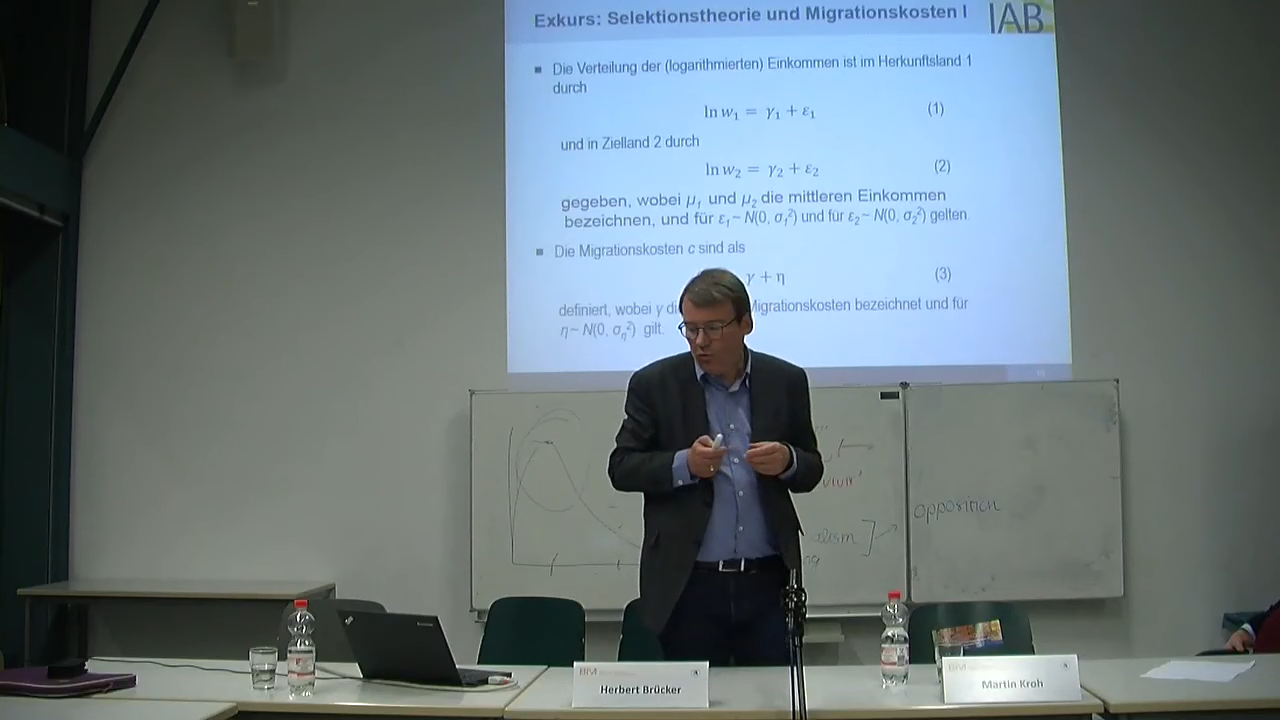 Exkurs: Selektionstheorie und Migrationskosten I
IAB
Die Verteilung der (logarithmierten) Einkommen ist im Herkunftsland 1
durch
ln w₁ = γ₁ + ε₁ (1)
und in Zielland 2 durch
ln w₂ = γ₂ + ε₂ (2)
gegeben, wobei μ₁ und μ₂ die mittleren Einkommen
bezeichnen, und für ε₁~ N(0, σ₁²) und für ε₂~ N(0, σ₂²) gelten.
Die Migrationskosten c sind als
γ + η (3)
definiert, wobei γ di Migrationskosten bezeichnet und für
η~ N(0, σ_η²) gilt.
opposition
BIM
Herbert Brücker
BIM
Martin Kroh